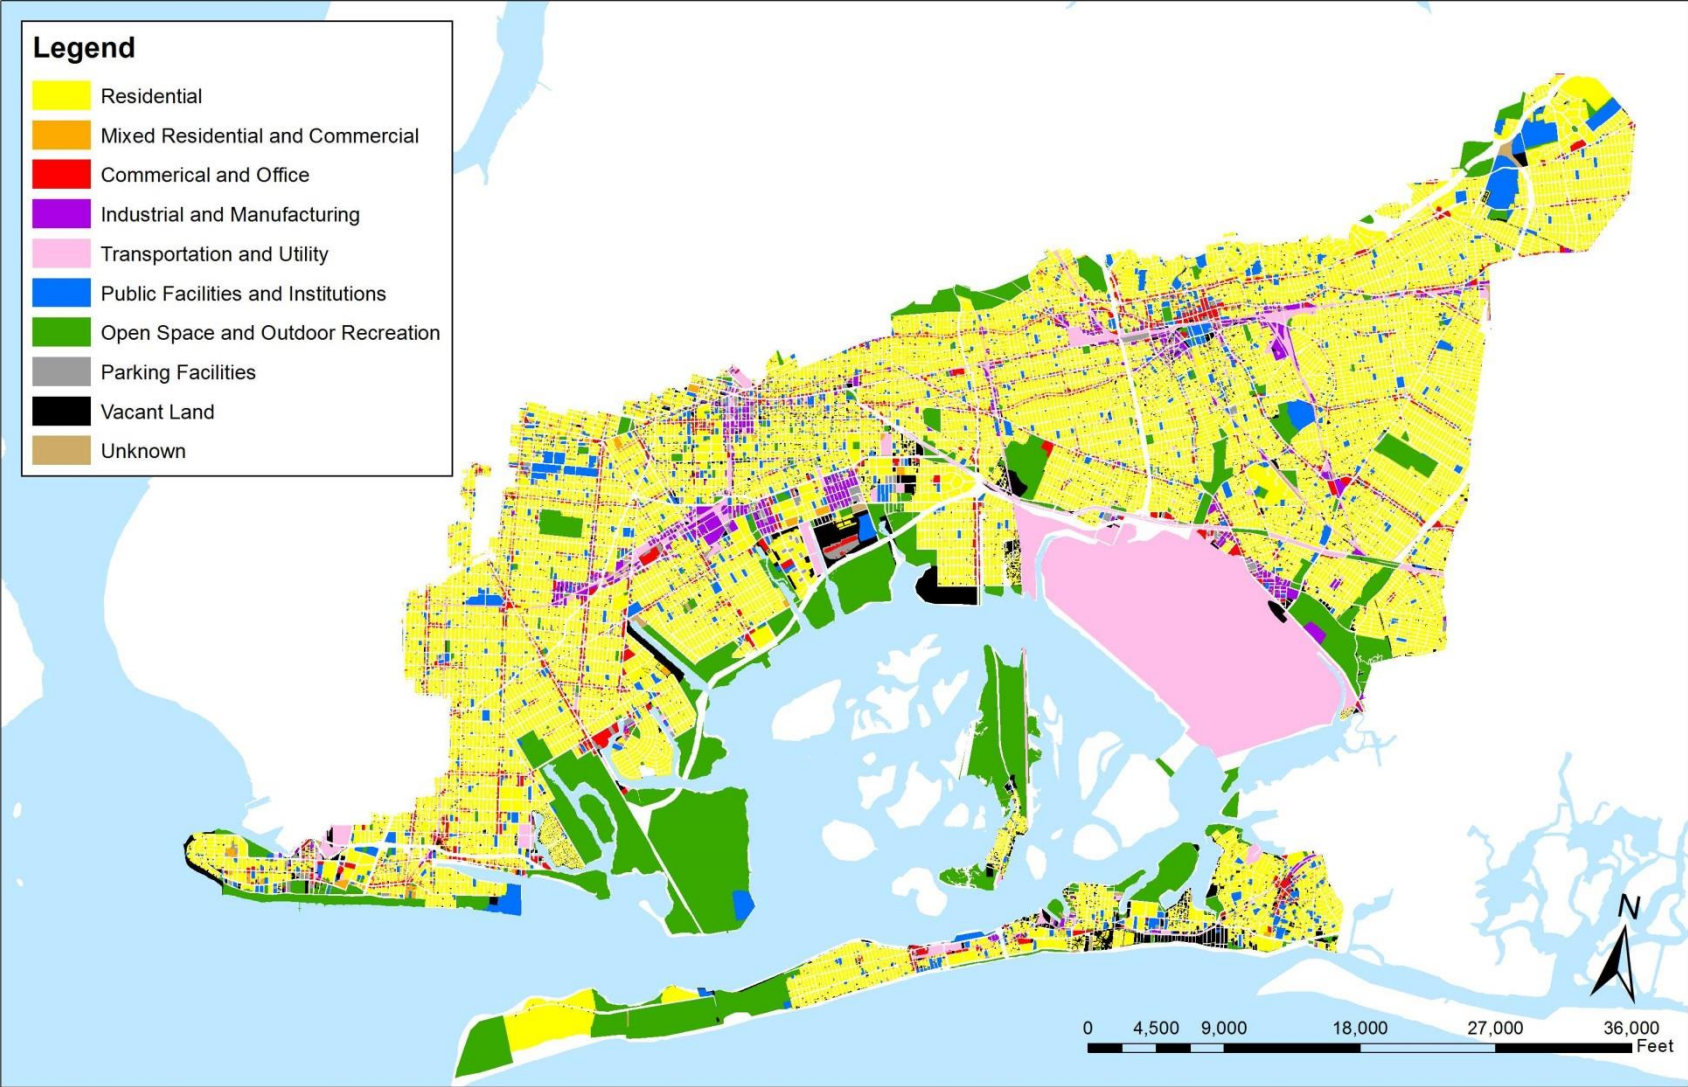 Legend
Residential
Mixed Residential and Commercial
Commerical and Office
Industrial and Manufacturing
Transportation and Utility
Public Facilities and Institutions
Open Space and Outdoor Recreation
Parking Facilities
Vacant Land
Unknown
N
0 4,500 9,000 18,000 27,000 36,000
Feet